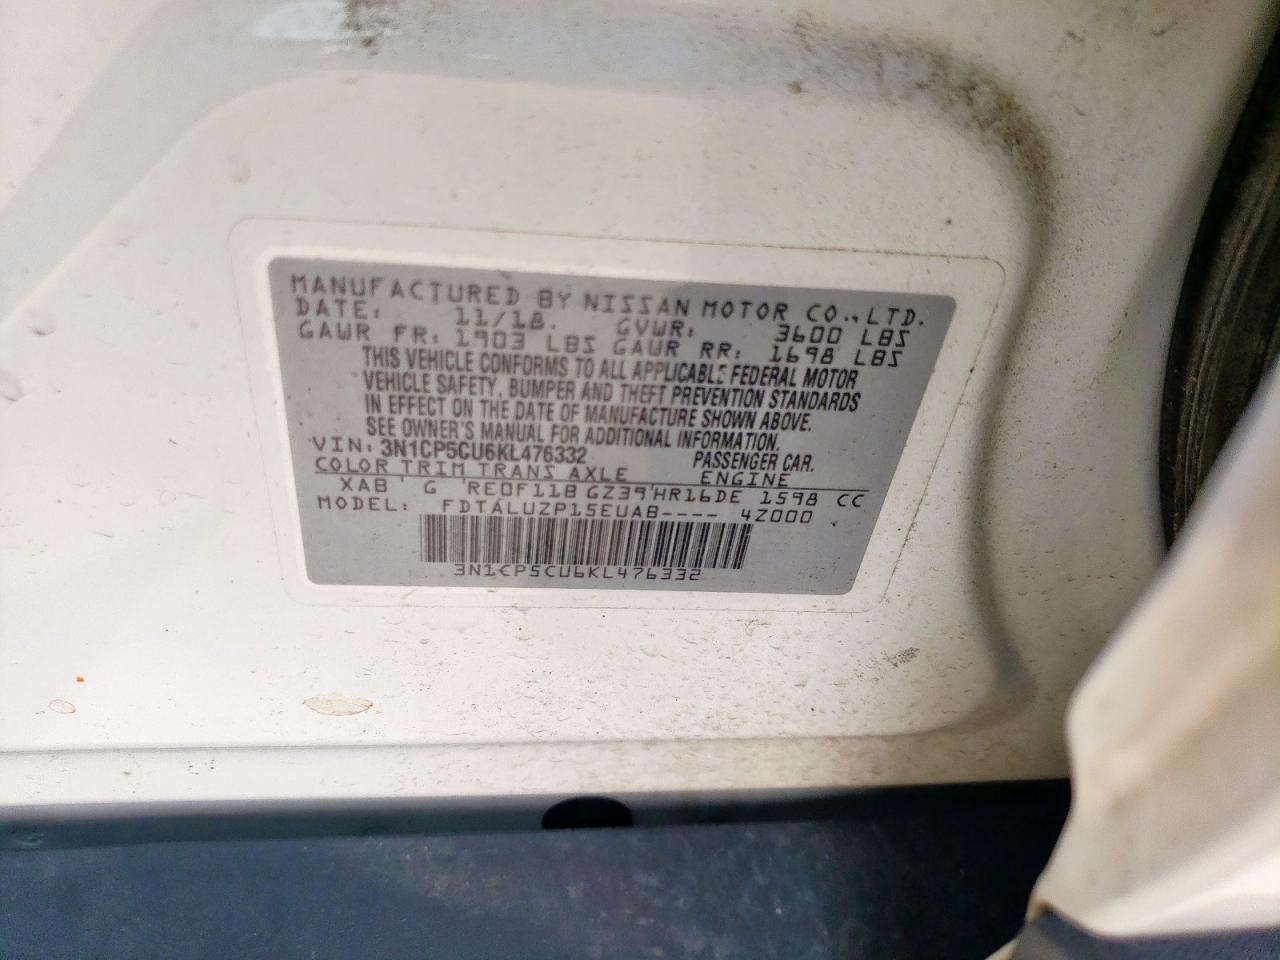 MANUFACTURED BY NISSAN MOTOR CO., LTD.
DATE: 11/18. GVWR: 3600 LBS
GAWR FR: 1903 LBS GAWR RR: 1698 LBS
THIS VEHICLE CONFORMS TO ALL APPLICABLE FEDERAL MOTOR
VEHICLE SAFETY, BUMPER AND THEFT PREVENTION STANDARDS
IN EFFECT ON THE DATE OF MANUFACTURE SHOWN ABOVE.
SEE OWNER'S MANUAL FOR ADDITIONAL INFORMATION.
VIN: 3N1CP5CU6KL476332 PASSENGER CAR.
COLOR TRIM TRANS AXLE ENGINE
XAB G RE0F11B GZ39 HR16DE 1598 CC
MODEL: FDTALUZP15EUAB---- 4Z000
3N1CP5CU6KL476332